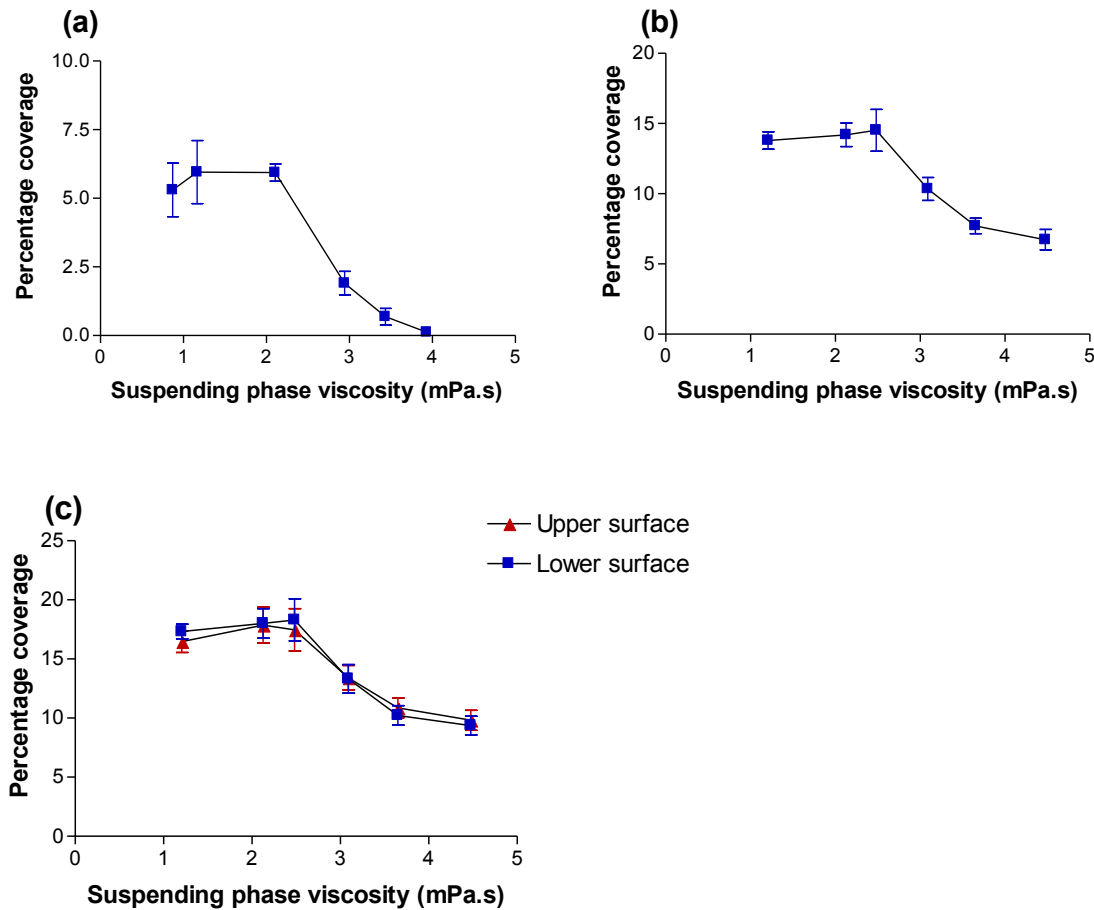 (a)
10.0
7.5
5.0
2.5
0.0
Percentage coverage
0 1 2 3 4 5
Suspending phase viscosity (mPa.s)
(b)
20
15
10
5
0
Percentage coverage
0 1 2 3 4 5
Suspending phase viscosity (mPa.s)
(c)
25
20
15
10
5
0
Percentage coverage
0 1 2 3 4 5
Suspending phase viscosity (mPa.s)
Upper surface
Lower surface